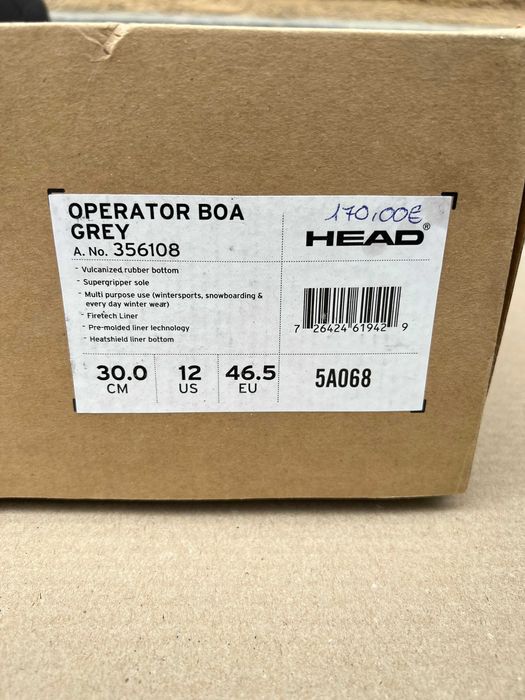 OPERATOR BOA
GREY
A. No. 356108
170,00€
HEAD®
- Vulcanized rubber bottom
- Supergripper sole
- Multi purpose use (wintersports, snowboarding &
every day winter wear)
- Firetech Liner
- Pre-molded liner technology
- Heatshield liner bottom
7 26424 61942 9
30.0 CM
12 US
46.5 EU
5A068